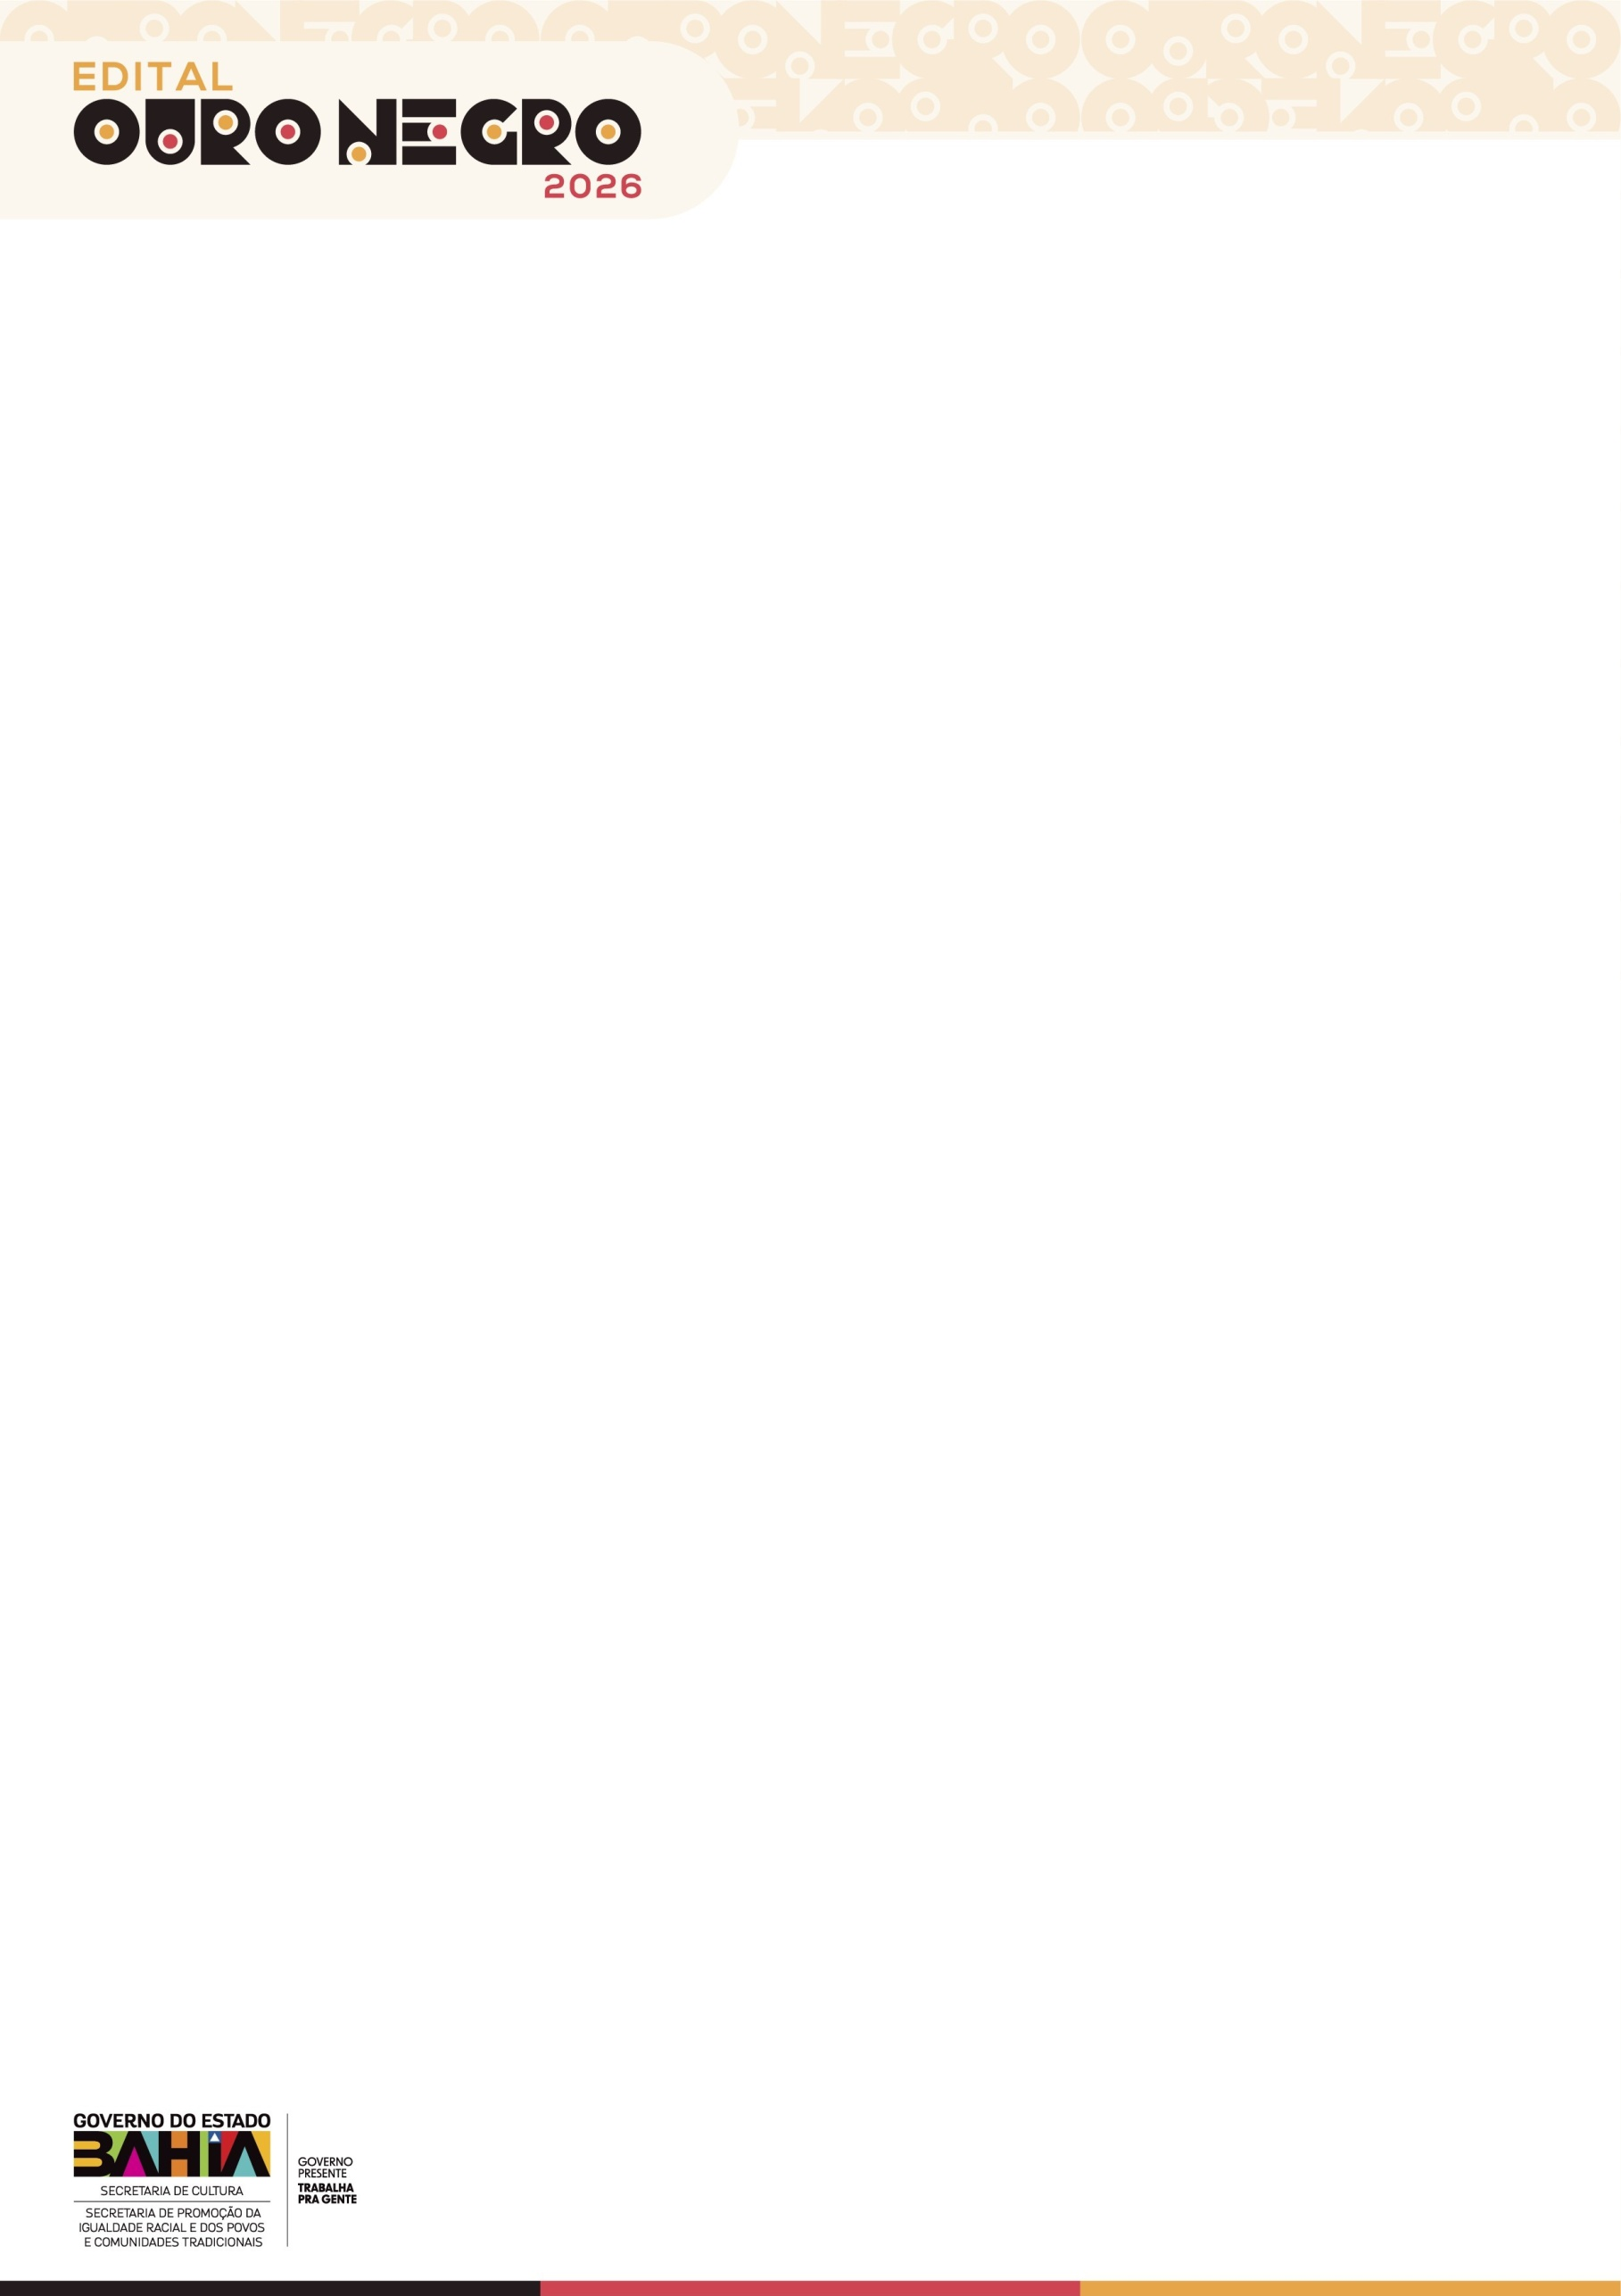 EDITAL
OURO NEGRO
2026
GOVERNO DO ESTADO
BAHIA
SECRETARIA DE CULTURA
SECRETARIA DE PROMOÇÃO DA
IGUALDADE RACIAL E DOS POVOS
E COMUNIDADES TRADICIONAIS
GOVERNO
PRESENTE
TRABALHA
PRA GENTE